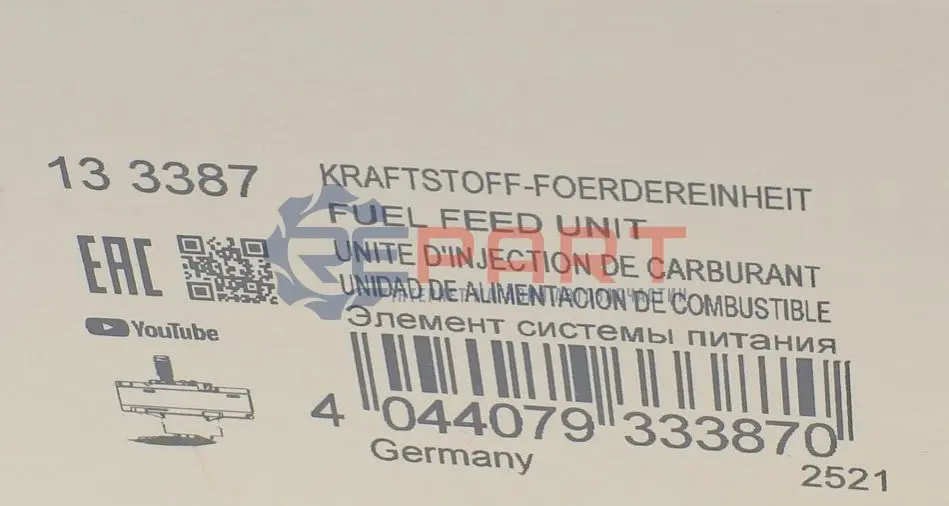 13 3387
KRAFTSTOFF-FOERDEREINHEIT
FUEL FEED UNIT
UNITE D'INJECTION DE CARBURANT
UNIDAD DE ALIMENTACION DE COMBUSTIBLE
Элемент системы питания
EAC
YouTube
4 044079 333870
Germany
2521
PART